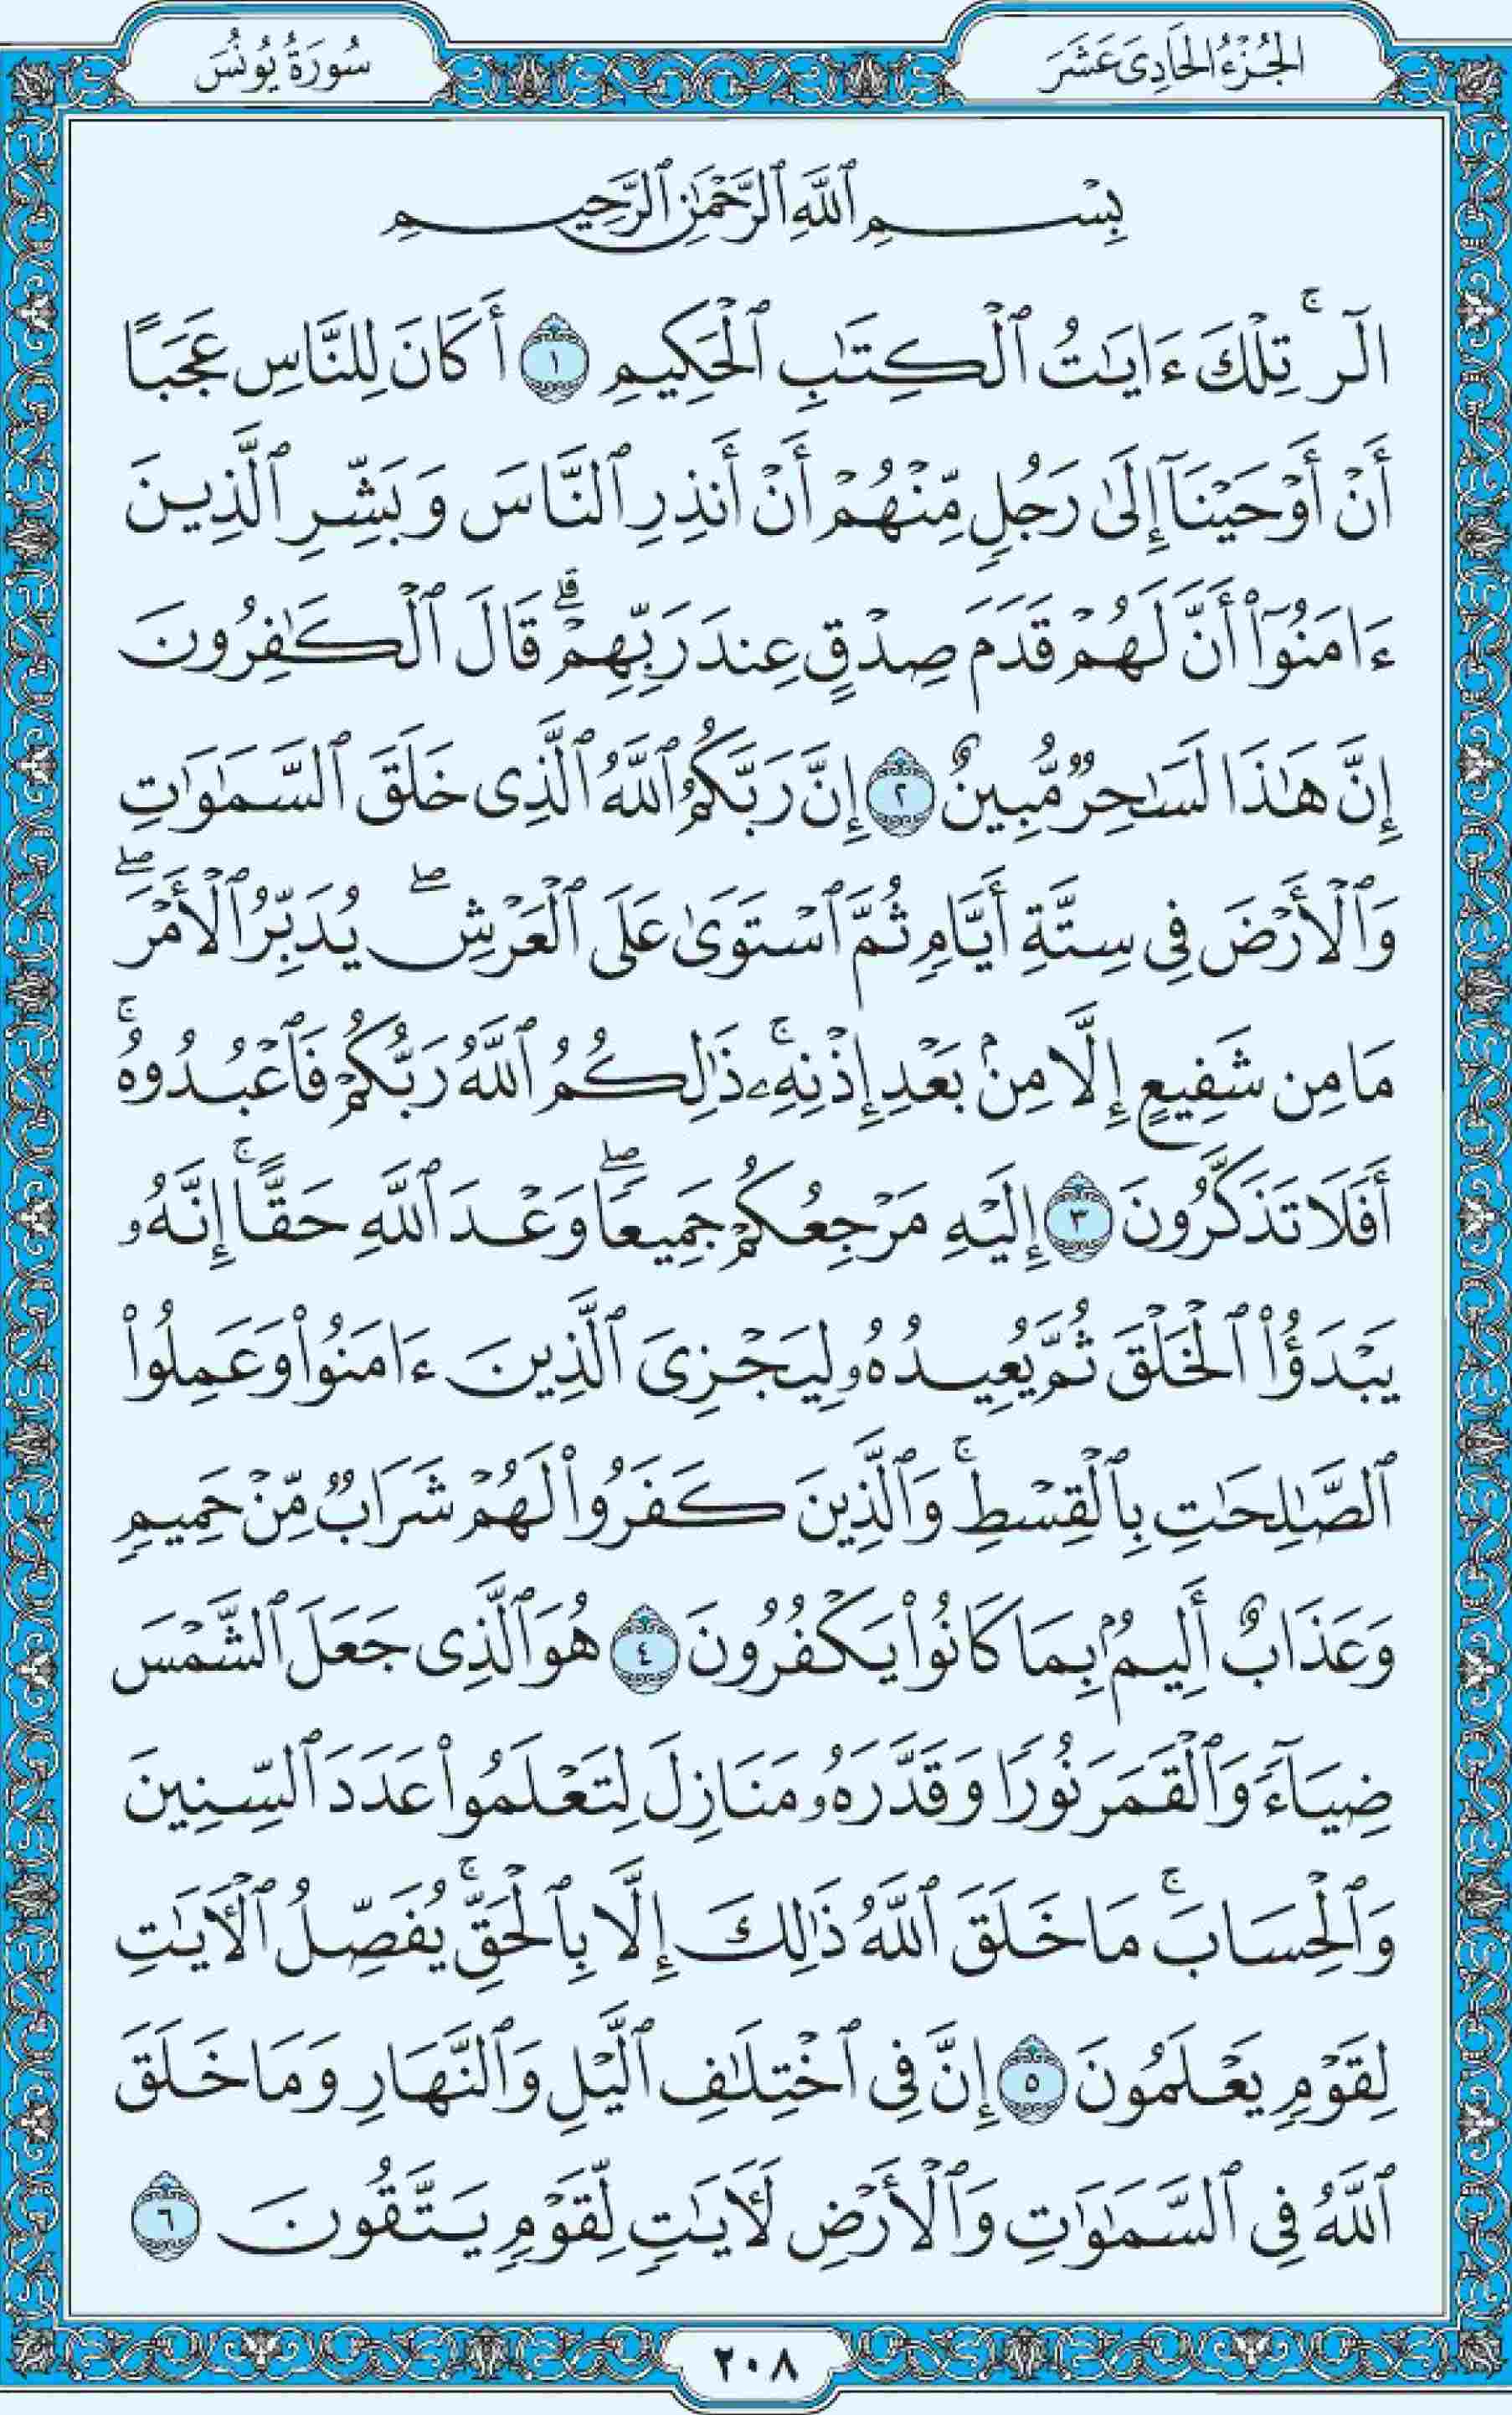 الجُزْءُ الحَادِى عَشَرَ
سُورَةُ يُونُسَ
بِسْمِ ٱللَّهِ ٱلرَّحْمَٰنِ ٱلرَّحِيمِ
الٓرۚ تِلْكَ ءَايَٰتُ ٱلْكِتَٰبِ ٱلْحَكِيمِ ١ أَكَانَ لِلنَّاسِ عَجَبًا
أَنْ أَوْحَيْنَآ إِلَىٰ رَجُلٍ مِّنْهُمْ أَنْ أَنذِرِ ٱلنَّاسَ وَبَشِّرِ ٱلَّذِينَ
ءَامَنُوٓا۟ أَنَّ لَهُمْ قَدَمَ صِدْقٍ عِندَ رَبِّهِمْۗ قَالَ ٱلْكَٰفِرُونَ
إِنَّ هَٰذَا لَسَٰحِرٌ مُّبِينٌ ٢ إِنَّ رَبَّكُمُ ٱللَّهُ ٱلَّذِى خَلَقَ ٱلسَّمَٰوَٰتِ
وَٱلْأَرْضَ فِى سِتَّةِ أَيَّامٍ ثُمَّ ٱسْتَوَىٰ عَلَى ٱلْعَرْشِۖ يُدَبِّرُ ٱلْأَمْرَۖ
مَا مِن شَفِيعٍ إِلَّا مِنۢ بَعْدِ إِذْنِهِۦۚ ذَٰلِكُمُ ٱللَّهُ رَبُّكُمْ فَٱعْبُدُوهُۚ
أَفَلَا تَذَكَّرُونَ ٣ إِلَيْهِ مَرْجِعُكُمْ جَمِيعًاۖ وَعْدَ ٱللَّهِ حَقًّاۚ إِنَّهُۥ
يَبْدَؤُا۟ ٱلْخَلْقَ ثُمَّ يُعِيدُهُۥ لِيَجْزِىَ ٱلَّذِينَ ءَامَنُوا۟ وَعَمِلُوا۟
ٱلصَّٰلِحَٰتِ بِٱلْقِسْطِۚ وَٱلَّذِينَ كَفَرُوا۟ لَهُمْ شَرَابٌ مِّنْ حَمِيمٍ
وَعَذَابٌ أَلِيمٌۢ بِمَا كَانُوا۟ يَكْفُرُونَ ٤ هُوَ ٱلَّذِى جَعَلَ ٱلشَّمْسَ
ضِيَآءً وَٱلْقَمَرَ نُورًا وَقَدَّرَهُۥ مَنَازِلَ لِتَعْلَمُوا۟ عَدَدَ ٱلسِّنِينَ
وَٱلْحِسَابَۚ مَا خَلَقَ ٱللَّهُ ذَٰلِكَ إِلَّا بِٱلْحَقِّۚ يُفَصِّلُ ٱلْءَايَٰتِ
لِقَوْمٍ يَعْلَمُونَ ٥ إِنَّ فِى ٱخْتِلَٰفِ ٱلَّيْلِ وَٱلنَّهَارِ وَمَا خَلَقَ
ٱللَّهُ فِى ٱلسَّمَٰوَٰتِ وَٱلْأَرْضِ لَءَايَٰتٍ لِّقَوْمٍ يَتَّقُونَ ٦
٢٠٨